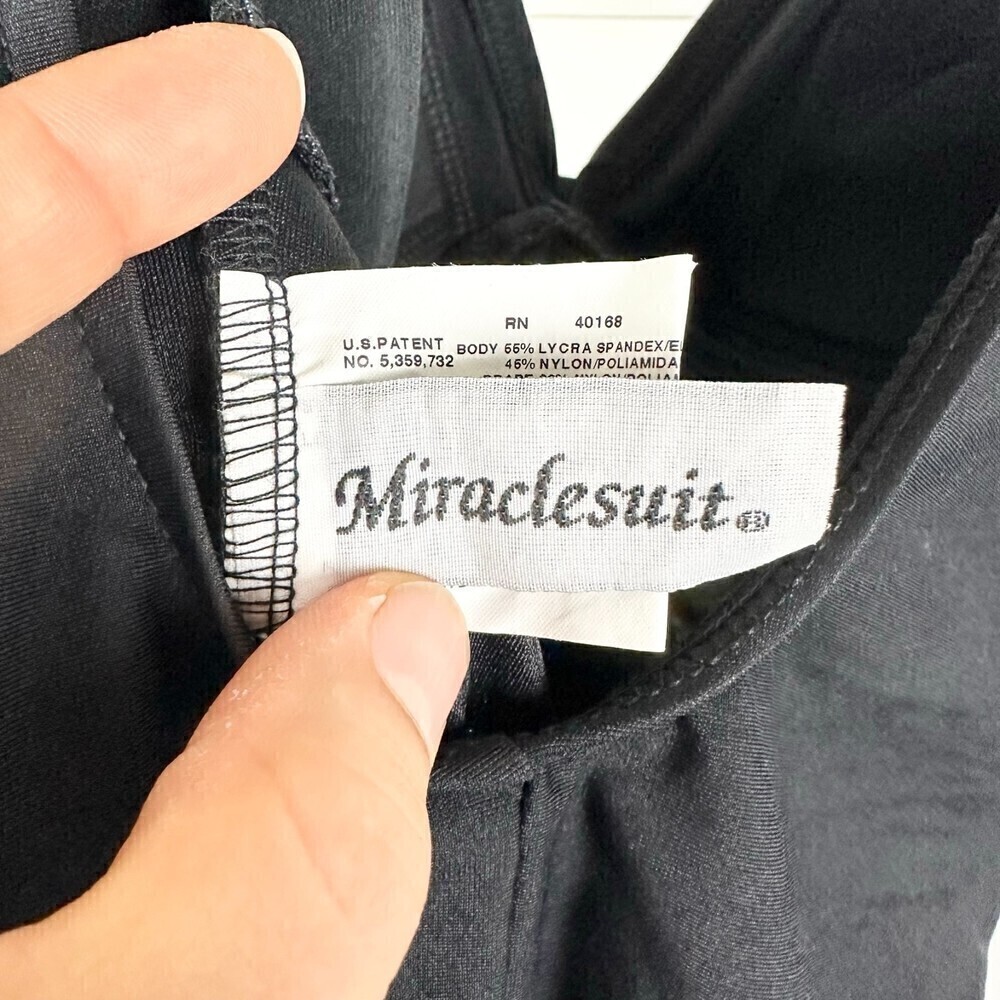 RN 40168
U.S.PATENT BODY 55% LYCRA SPANDEX/
NO. 5,359,732 45% NYLON/POLIAMIDA
Miraclesuit®